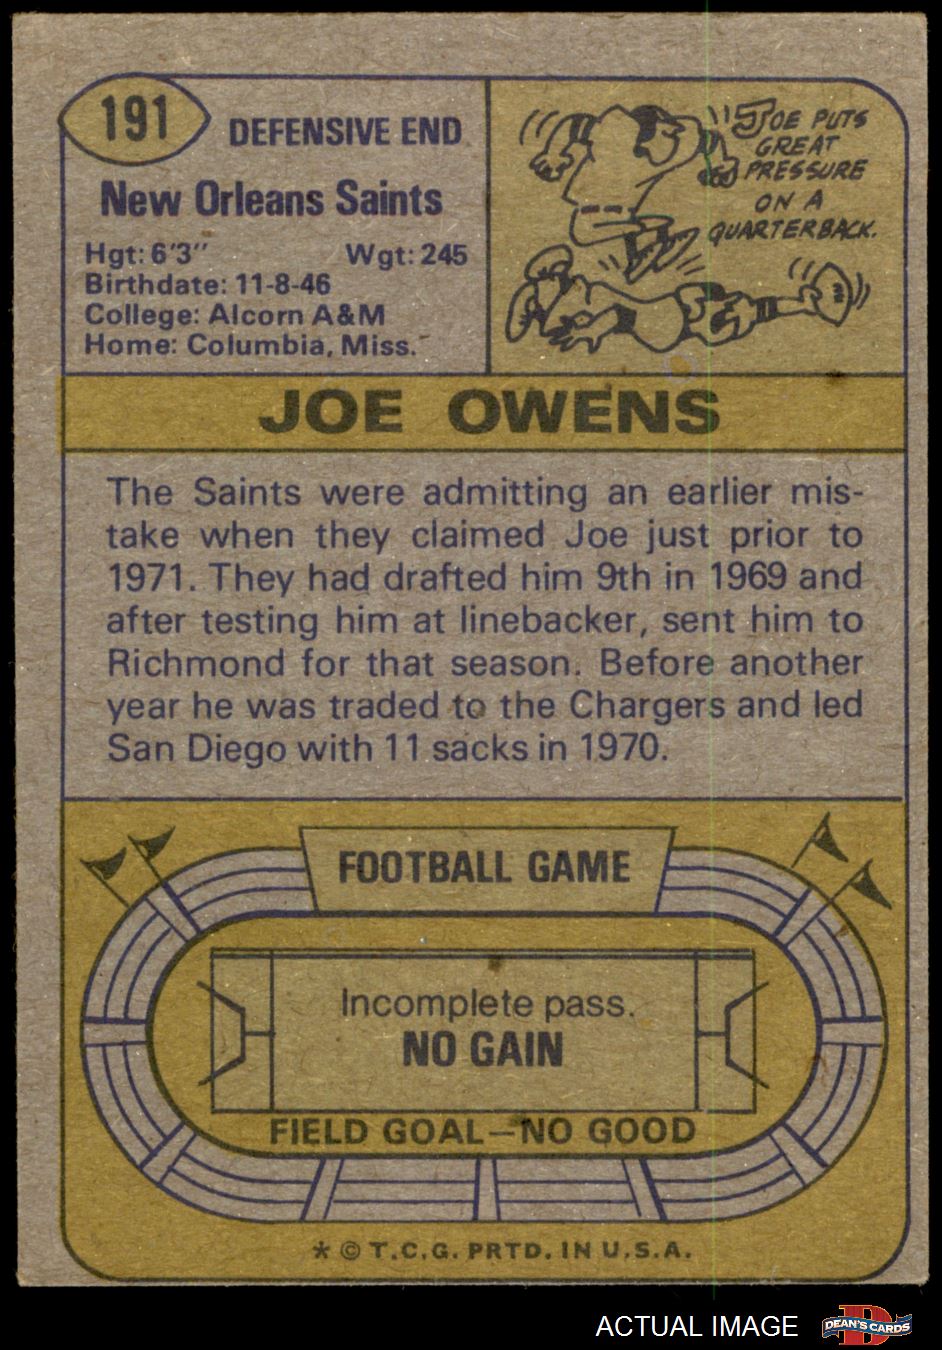 191
DEFENSIVE END
New Orleans Saints
Hgt: 6'3" Wgt: 245
Birthdate: 11-8-46
College: Alcorn A&M
Home: Columbia, Miss.
JOE PUTS
GREAT
PRESSURE
ON A
QUARTERBACK.
JOE OWENS
The Saints were admitting an earlier mis-
take when they claimed Joe just prior to
1971. They had drafted him 9th in 1969 and
after testing him at linebacker, sent him to
Richmond for that season. Before another
year he was traded to the Chargers and led
San Diego with 11 sacks in 1970.
FOOTBALL GAME
Incomplete pass.
NO GAIN
FIELD GOAL—NO GOOD
* © T.C.G. PRTD. IN U.S.A.
ACTUAL IMAGE
D
DEAN'S CARDS